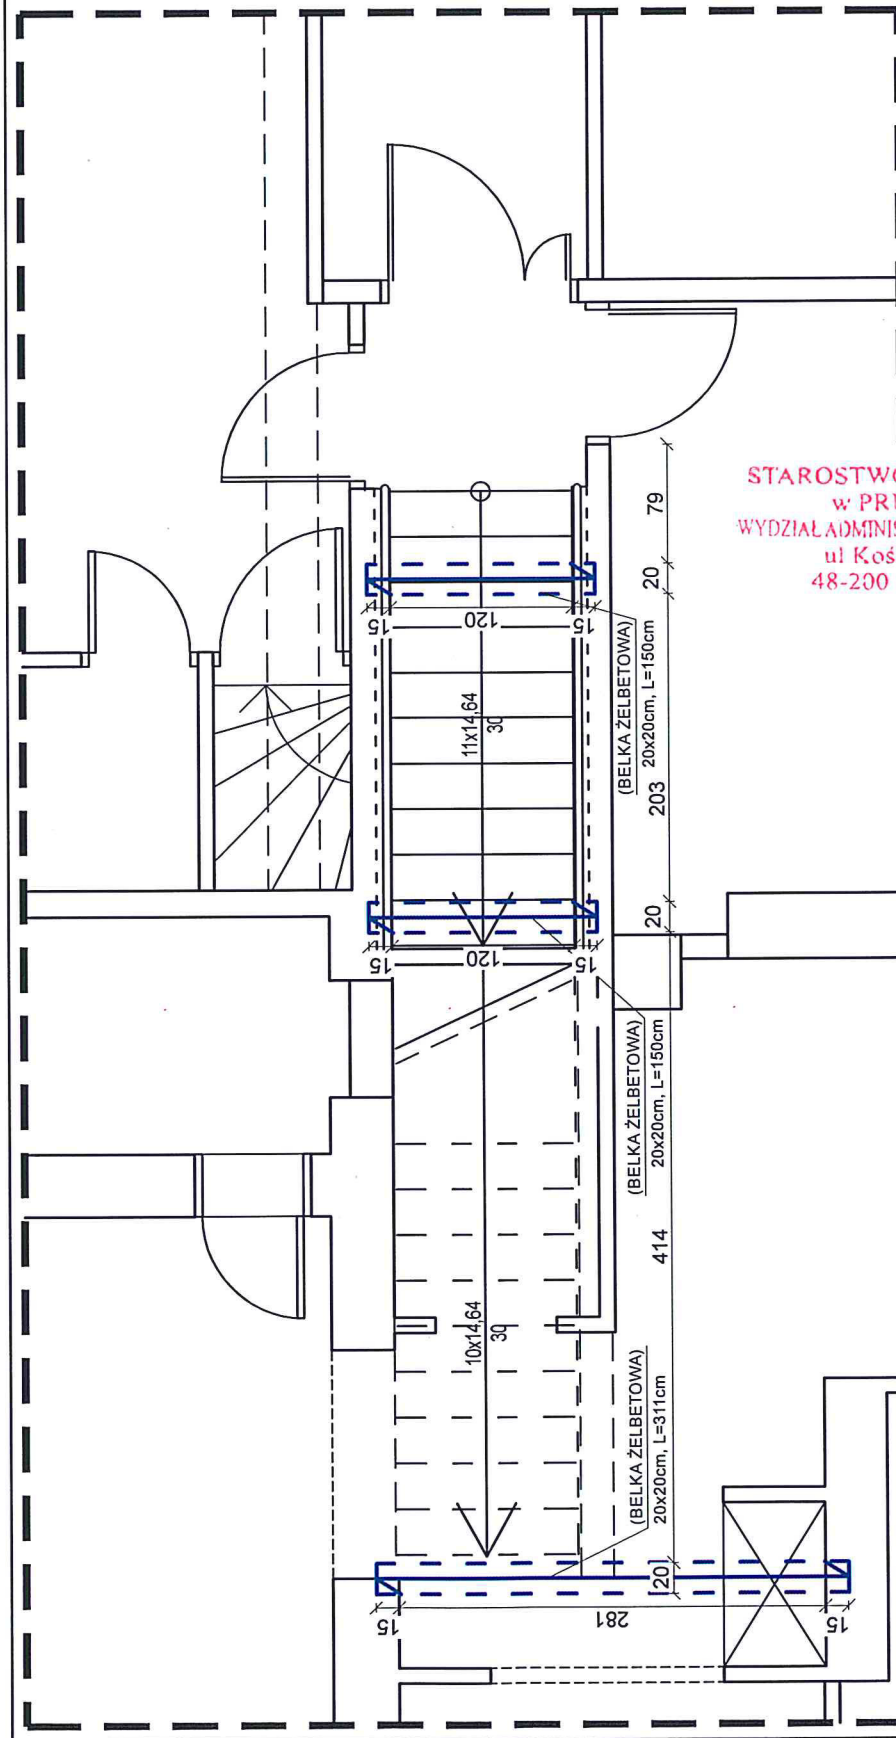 STAROSTWO
w PRU
WYDZIAŁ ADMINIS
ul Koś
48-200
79
20
15
120
15
(BELKA ŻELBETOWA)
20x20cm, L=150cm
11x14,64
30
203
20
15
120
15
(BELKA ŻELBETOWA)
20x20cm, L=150cm
414
10x14,64
30
(BELKA ŻELBETOWA)
20x20cm, L=311cm
20
15
281
15